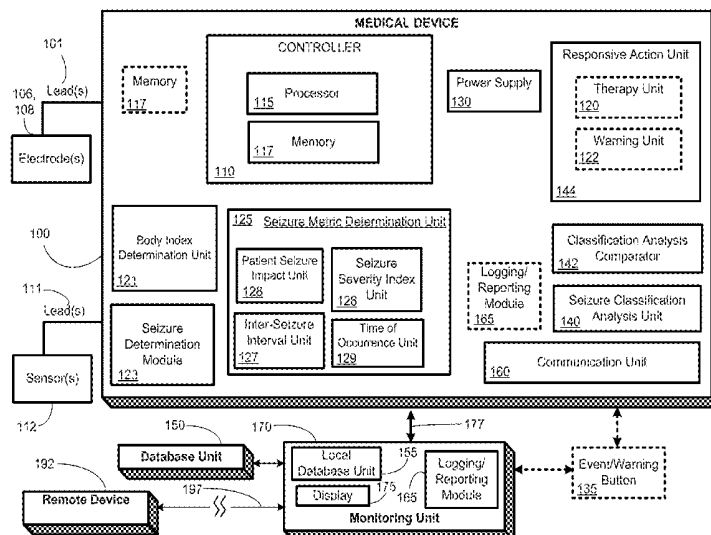 MEDICAL DEVICE
101
Lead(s)
106,
108
Electrode(s)
Memory
117
CONTROLLER
Processor
115
Memory
117
110
Power Supply
130
Responsive Action Unit
Therapy Unit
120
Warning Unit
122
144
100
Body Index
Determination Unit
121
125
Seizure Metric Determination Unit
Patient Seizure
Impact Unit
128
Seizure
Severity Index
Unit
126
Inter-Seizure
Interval Unit
127
Time of
Occurrence Unit
129
Classification Analysis
Comparator
142
Logging/
Reporting
Module
165
Seizure Classification
Analysis Unit
140
Communication Unit
160
111
Lead(s)
Sensor(s)
112
Seizure
Determination
Module
123
177
150
Database Unit
170
Local
Database Unit
155
Display
175
Logging/
Reporting
Module
165
Monitoring Unit
Event/Warning
Button
135
192
Remote Device
197